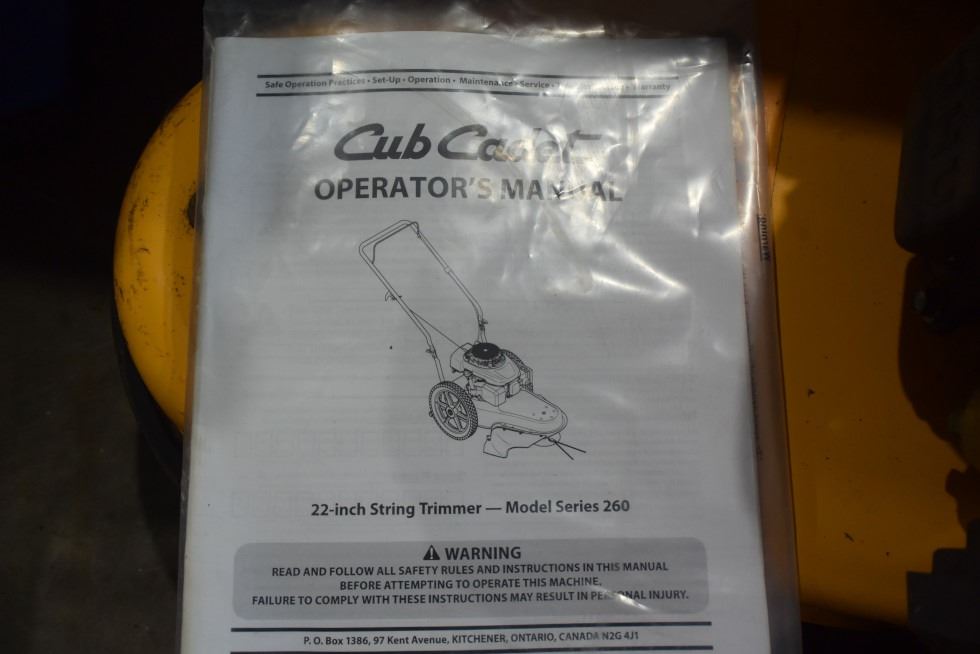 Safe Operation Practices • Set-Up • Operation • Maintenance • Service • Warranty
Cub Cadet
OPERATOR'S MANUAL
22-inch String Trimmer — Model Series 260
WARNING
READ AND FOLLOW ALL SAFETY RULES AND INSTRUCTIONS IN THIS MANUAL
BEFORE ATTEMPTING TO OPERATE THIS MACHINE.
FAILURE TO COMPLY WITH THESE INSTRUCTIONS MAY RESULT IN PERSONAL INJURY.
P. O. Box 1386, 97 Kent Avenue, KITCHENER, ONTARIO, CANADA N2G 4J1